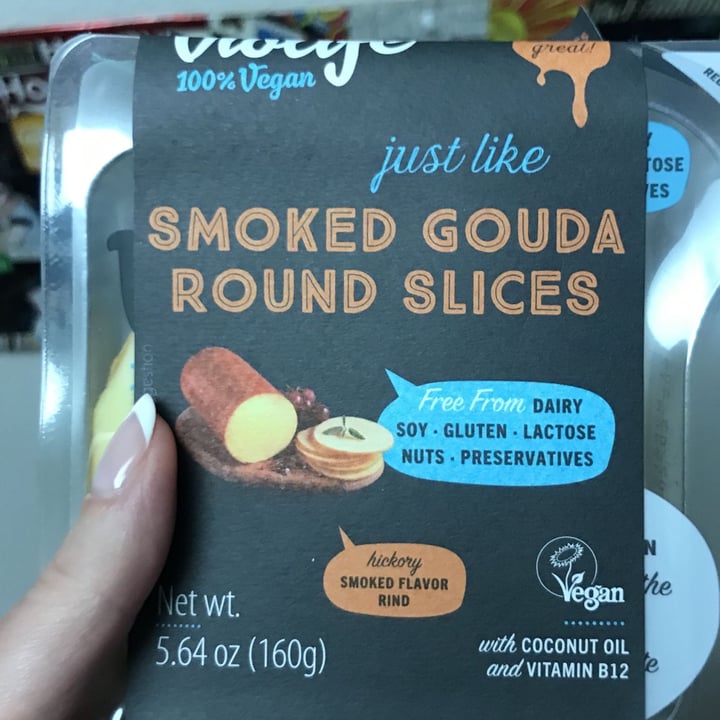 violife
100% Vegan
great!
just like
SMOKED GOUDA
ROUND SLICES
Free From DAIRY
SOY · GLUTEN · LACTOSE
NUTS · PRESERVATIVES
hickory
SMOKED FLAVOR
RIND
Vegan
Net wt.
5.64 oz (160g)
with COCONUT OIL
and VITAMIN B12